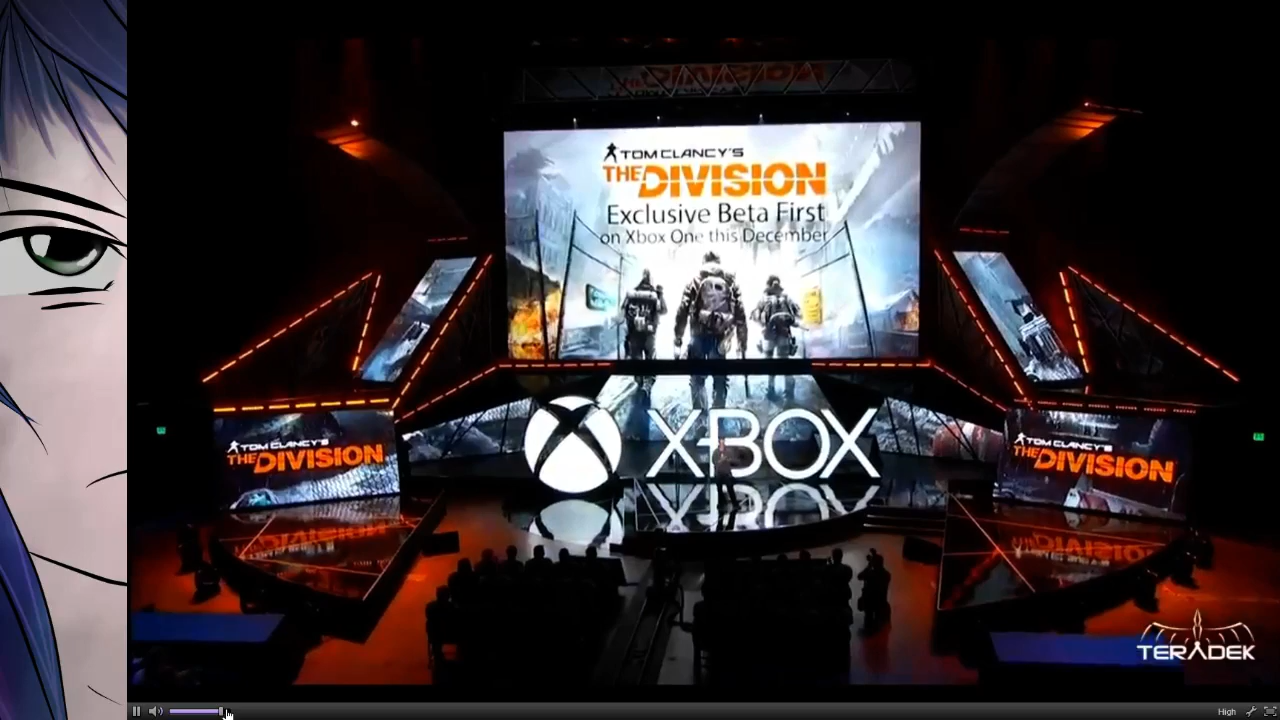 TOM CLANCY'S
THE DIVISION
Exclusive Beta First
on Xbox One this December
TOM CLANCY'S
THE DIVISION
XBOX
TOM CLANCY'S
THE DIVISION
TERADEK
High